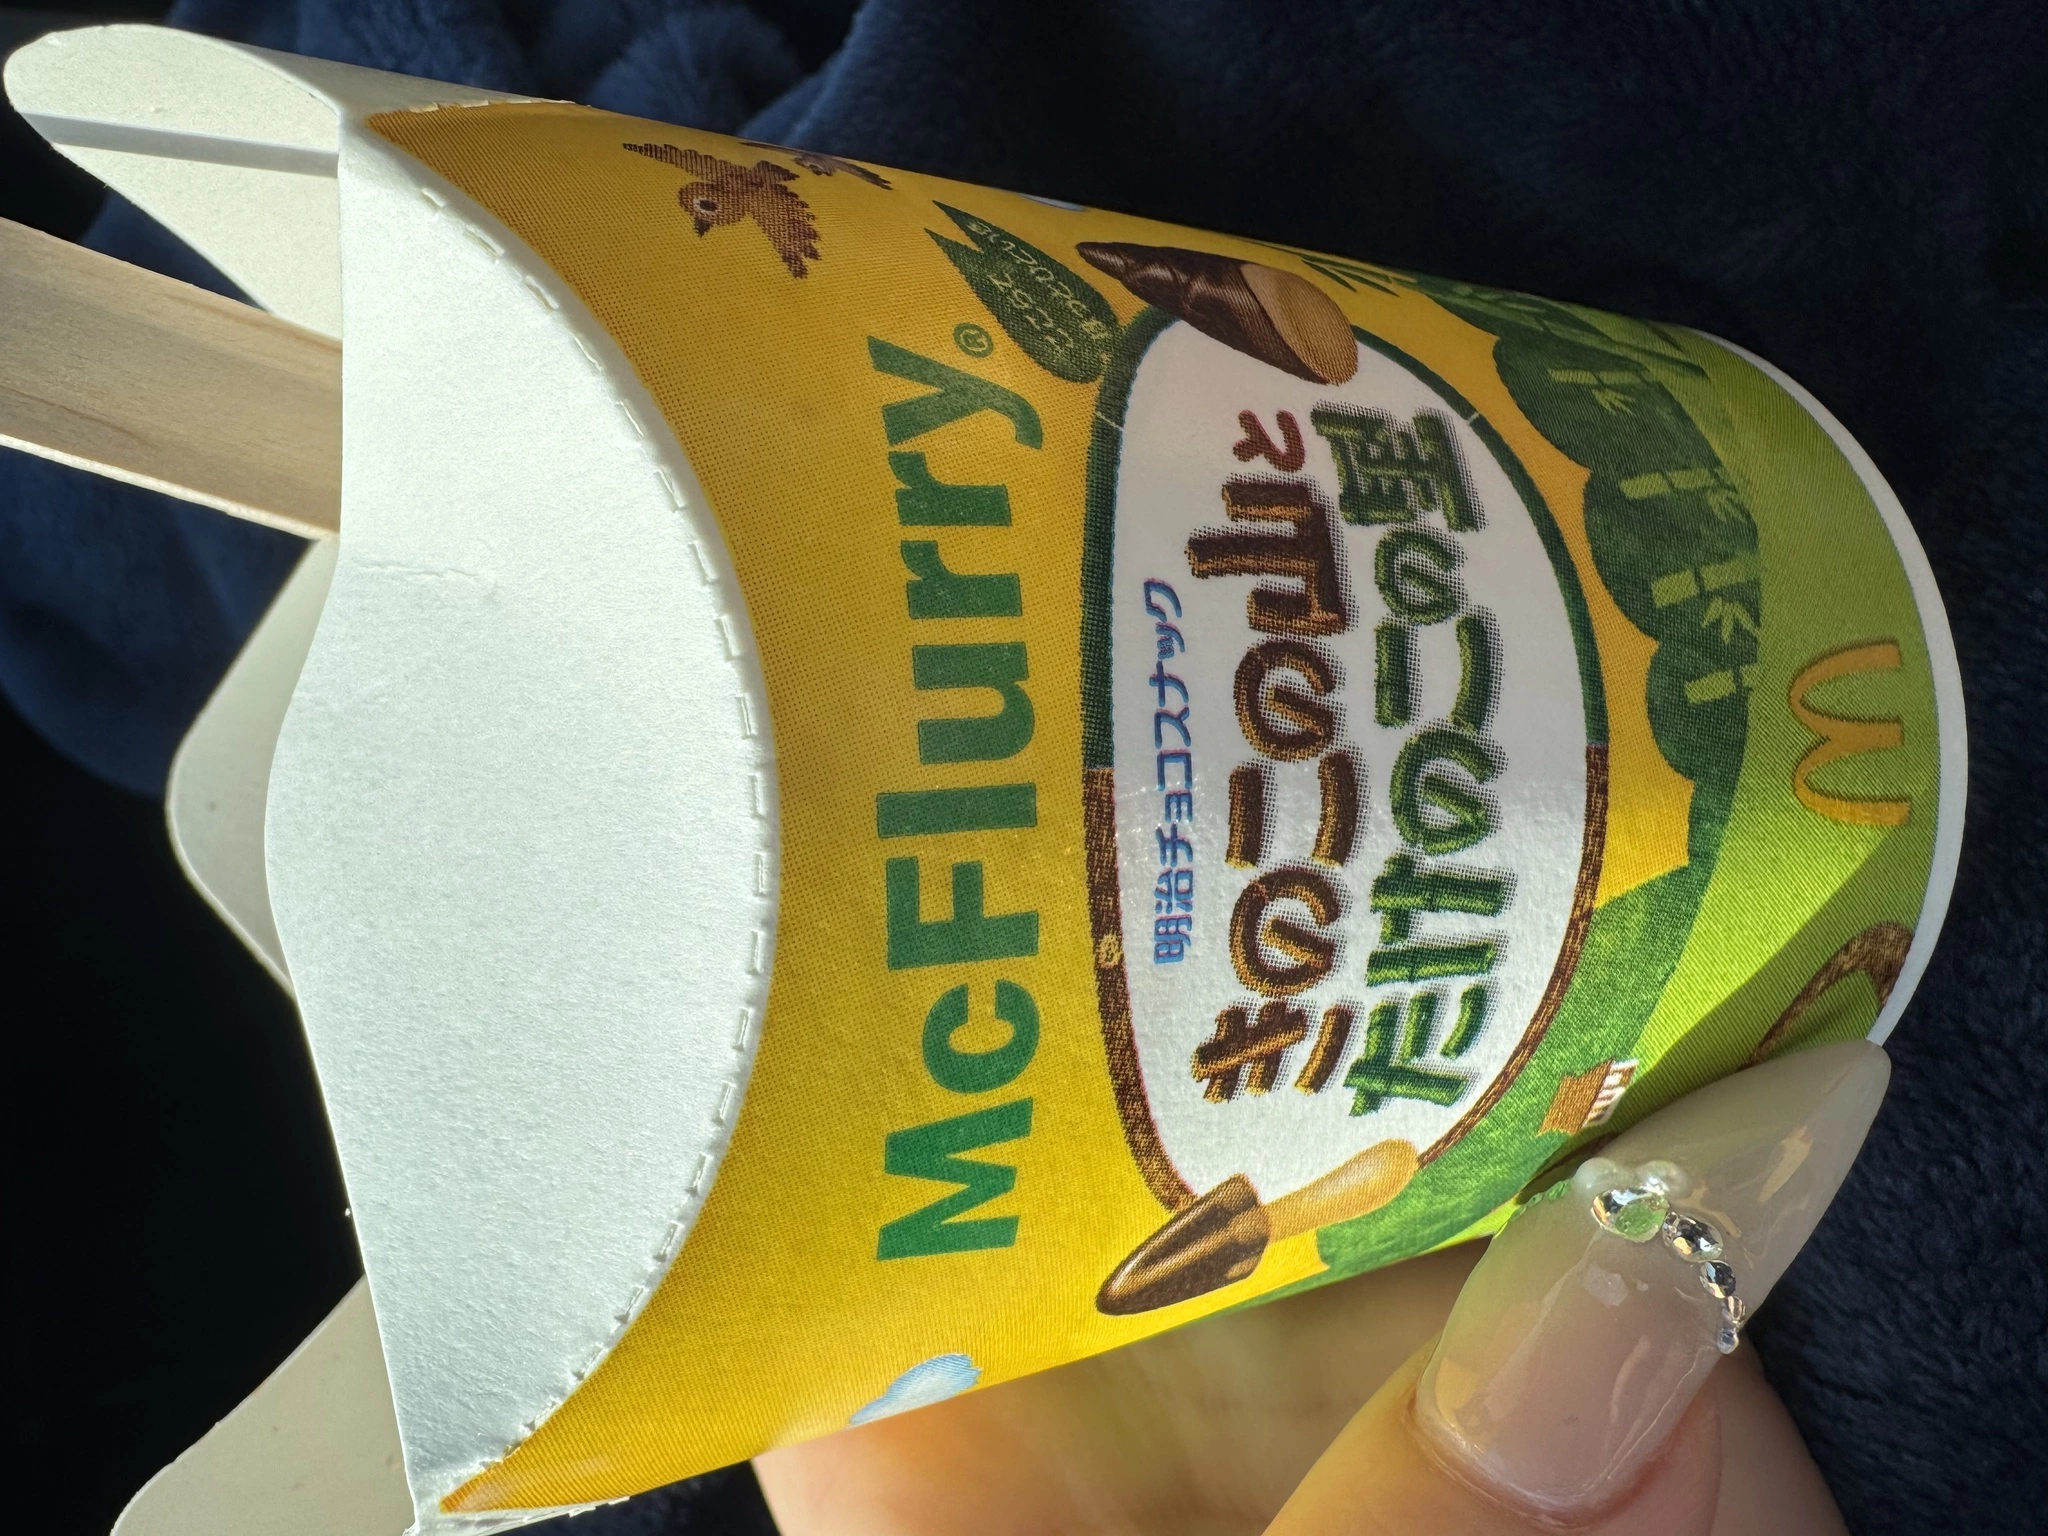 McFlurry®
明治チョコスナック
きのこの山と
たけのこの里